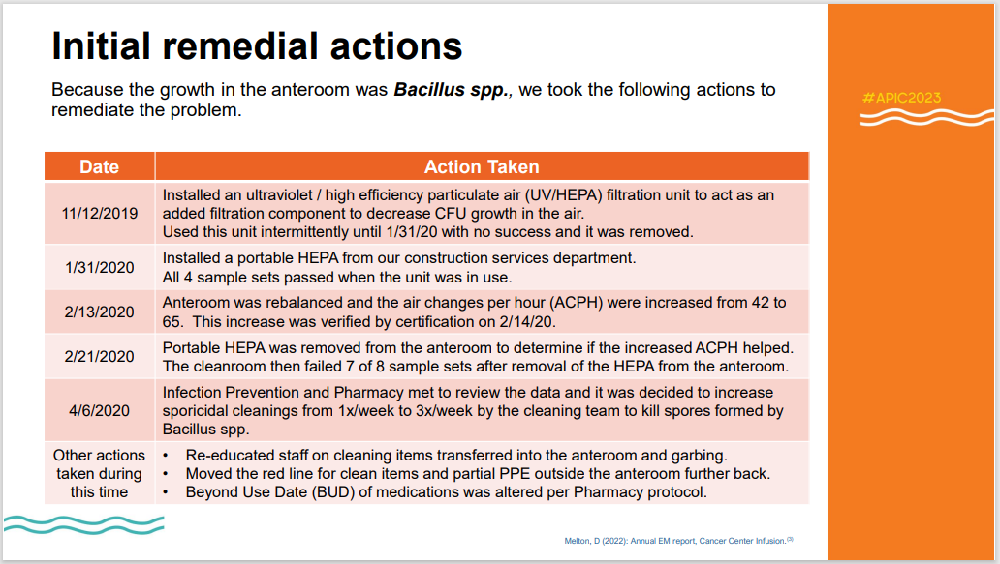 Initial remedial actions
Because the growth in the anteroom was Bacillus spp., we took the following actions to
remediate the problem.
#APIC2023
Date
Action Taken
11/12/2019
Installed an ultraviolet / high efficiency particulate air (UV/HEPA) filtration unit to act as an
added filtration component to decrease CFU growth in the air.
Used this unit intermittently until 1/31/20 with no success and it was removed.
1/31/2020
Installed a portable HEPA from our construction services department.
All 4 sample sets passed when the unit was in use.
2/13/2020
Anteroom was rebalanced and the air changes per hour (ACPH) were increased from 42 to
65.  This increase was verified by certification on 2/14/20.
2/21/2020
Portable HEPA was removed from the anteroom to determine if the increased ACPH helped.
The cleanroom then failed 7 of 8 sample sets after removal of the HEPA from the anteroom.
4/6/2020
Infection Prevention and Pharmacy met to review the data and it was decided to increase
sporicidal cleanings from 1x/week to 3x/week by the cleaning team to kill spores formed by
Bacillus spp.
Other actions
taken during
this time
• Re-educated staff on cleaning items transferred into the anteroom and garbing.
• Moved the red line for clean items and partial PPE outside the anteroom further back.
• Beyond Use Date (BUD) of medications was altered per Pharmacy protocol.
Melton, D (2022): Annual EM report, Cancer Center Infusion.(3)